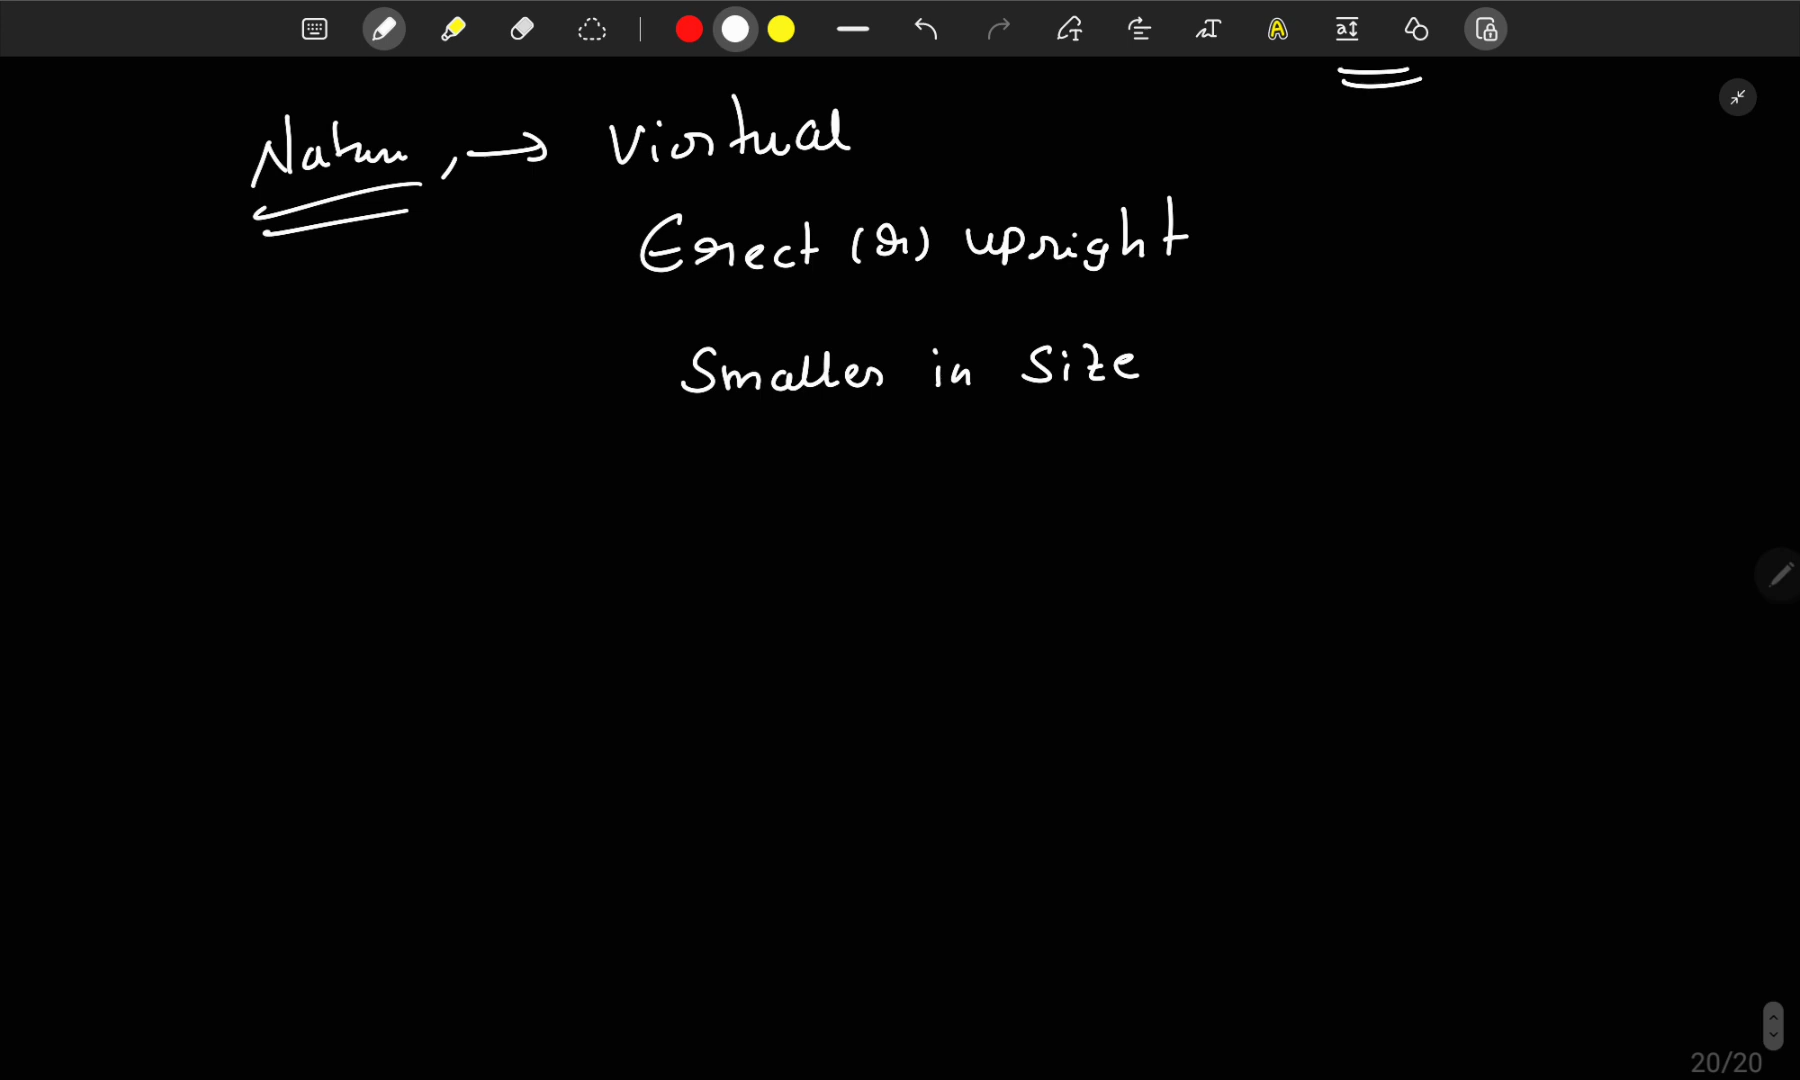 Nature, → Virtual
Erect (or) upright
Smaller in size
20/20